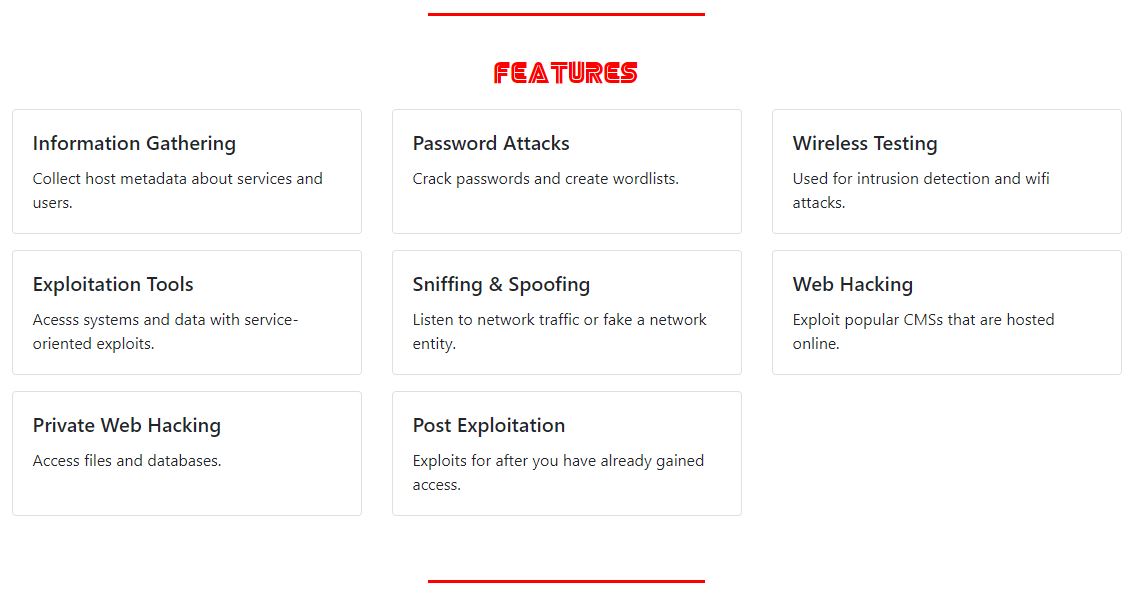 FEATURES
Information Gathering
Collect host metadata about services and
users.
Password Attacks
Crack passwords and create wordlists.
Wireless Testing
Used for intrusion detection and wifi
attacks.
Exploitation Tools
Acesss systems and data with service-
oriented exploits.
Sniffing & Spoofing
Listen to network traffic or fake a network
entity.
Web Hacking
Exploit popular CMSs that are hosted
online.
Private Web Hacking
Access files and databases.
Post Exploitation
Exploits for after you have already gained
access.